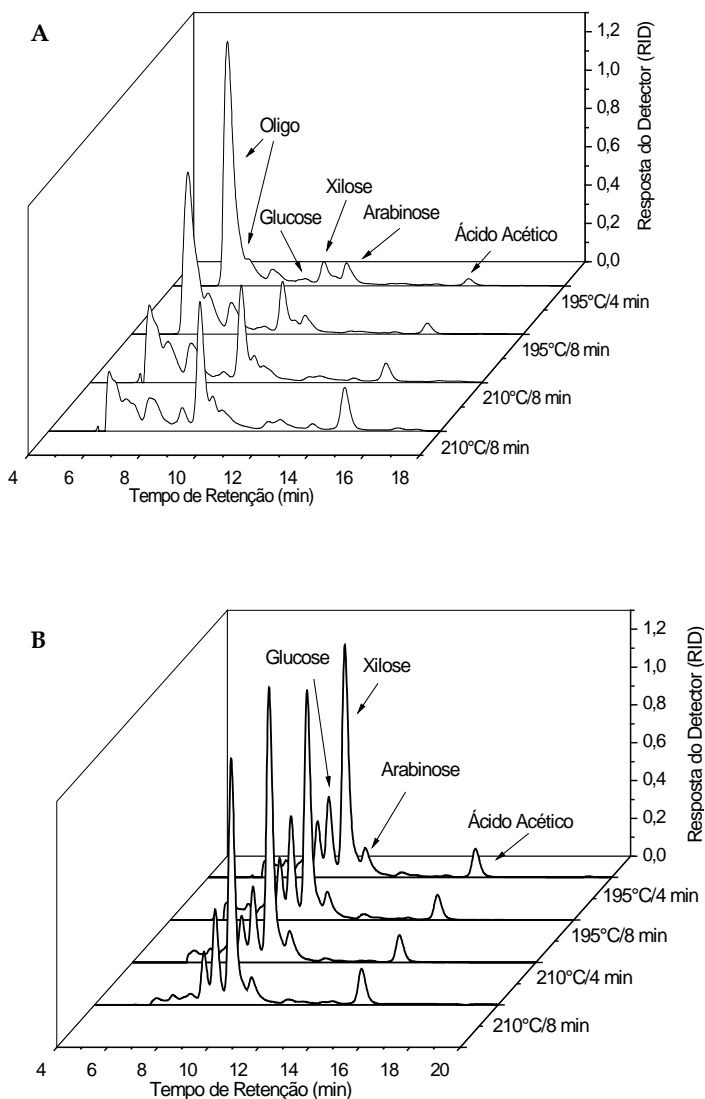 A
1,2
1,0
0,8
0,6
0,4
0,2
0,0
Resposta do Detector (RID)
Oligo
Glucose
Xilose
Arabinose
Ácido Acético
195°C/4 min
195°C/8 min
210°C/8 min
210°C/8 min
4 6 8 10 12 14 16 18
Tempo de Retenção (min)
B
1,2
1,0
0,8
0,6
0,4
0,2
0,0
Resposta do Detector (RID)
Glucose
Xilose
Arabinose
Ácido Acético
195°C/4 min
195°C/8 min
210°C/4 min
210°C/8 min
4 6 8 10 12 14 16 18 20
Tempo de Retenção (min)